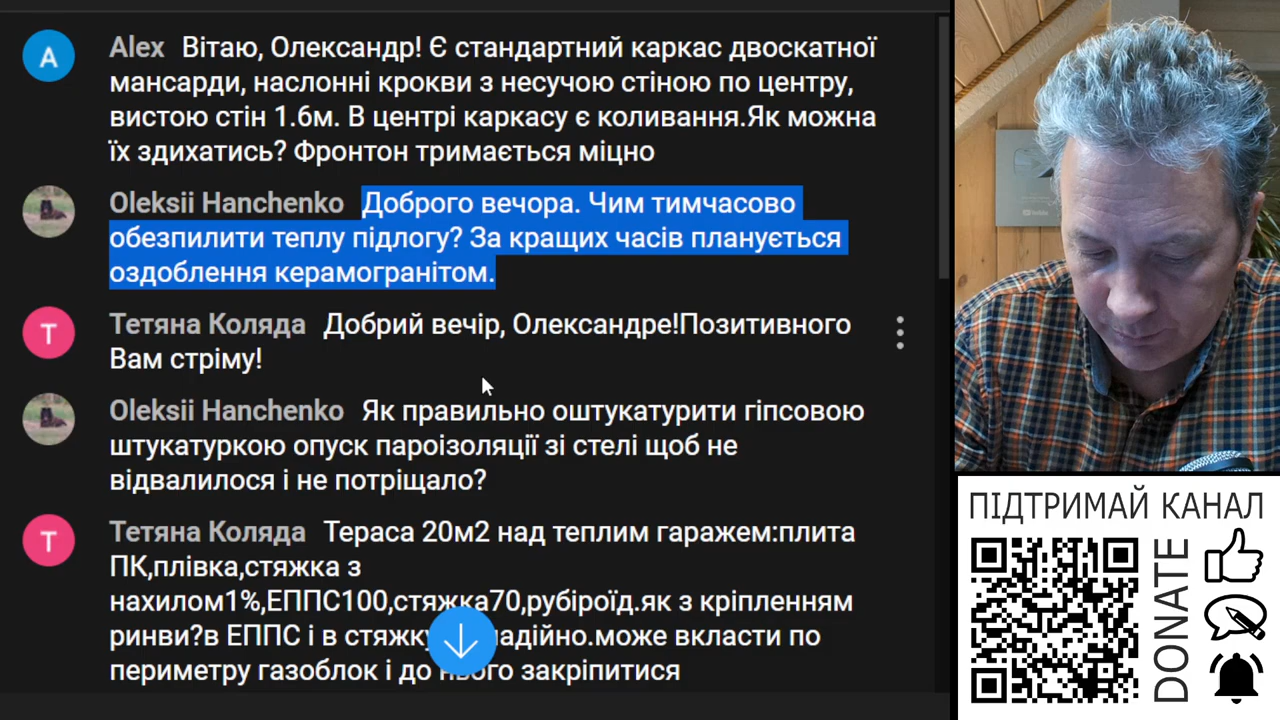 Alex Вітаю, Олександр! Є стандартний каркас двоскатної
мансарди, наслонні крокви з несучою стіною по центру,
вистою стін 1.6м. В центрі каркасу є коливання.Як можна
їх здихатись? Фронтон тримається міцно
Oleksii Hanchenko Доброго вечора. Чим тимчасово
обезпилити теплу підлогу? За кращих часів планується
оздоблення керамогранітом.
Тетяна Коляда Добрий вечір, Олександре!Позитивного
Вам стріму!
Oleksii Hanchenko Як правильно оштукатурити гіпсовою
штукатуркою опуск пароізоляції зі стелі щоб не
відвалилося і не потріщало?
Тетяна Коляда Тераса 20м2 над теплим гаражем:плита
ПК,плівка,стяжка з
нахилом1%,ЕППС100,стяжка70,рубіроїд.як з кріпленням
ринви?в ЕППС і в стяжку може вкласти по
периметру газоблок і до закріпитися
ПІДТРИМАЙ КАНАЛ
DONATE